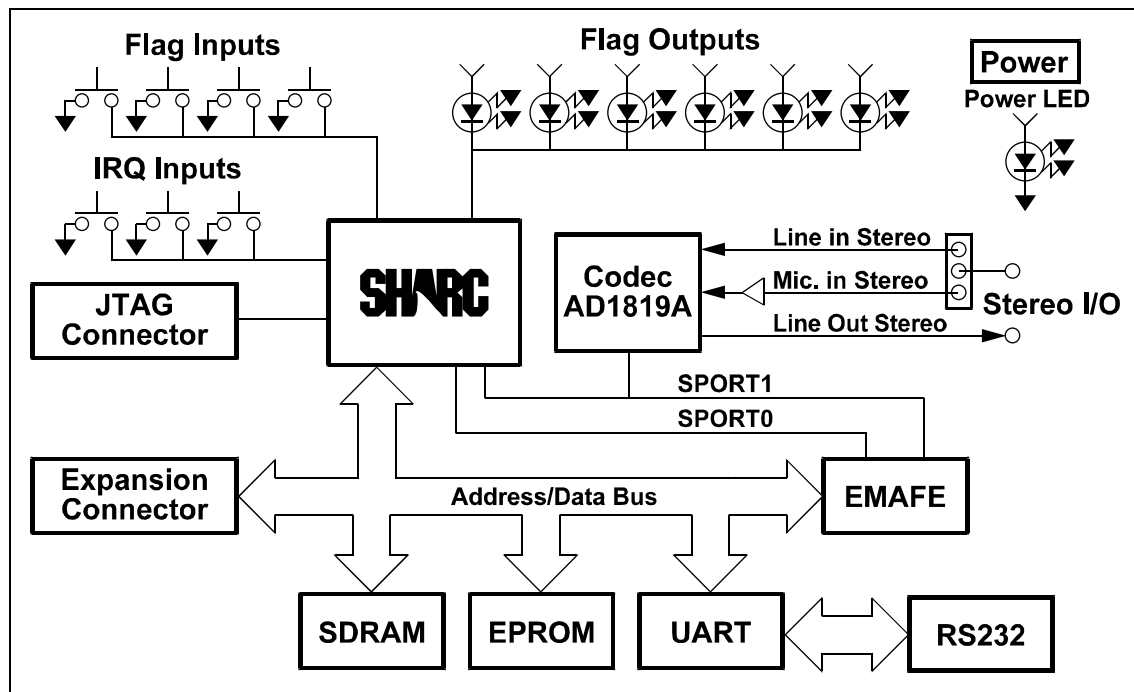 Flag Inputs
Flag Outputs
Power
Power LED
IRQ Inputs
SHARC
Codec
AD1819A
Line in Stereo
Mic. in Stereo
Line Out Stereo
Stereo I/O
JTAG
Connector
SPORT1
SPORT0
Expansion
Connector
Address/Data Bus
EMAFE
SDRAM
EPROM
UART
RS232